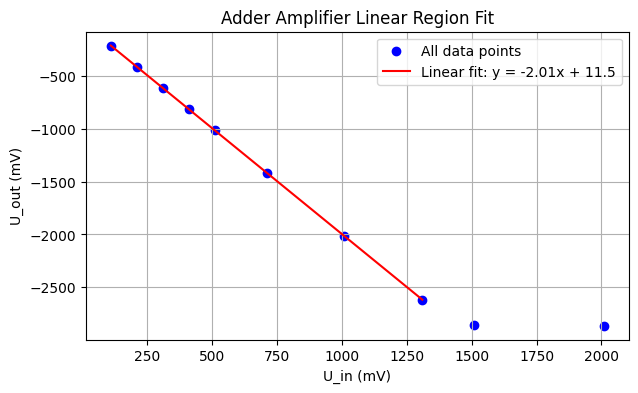 Adder Amplifier Linear Region Fit
All data points
Linear fit: y = -2.01x + 11.5
U_out (mV)
−500
−1000
−1500
−2000
−2500
250 500 750 1000 1250 1500 1750 2000
U_in (mV)